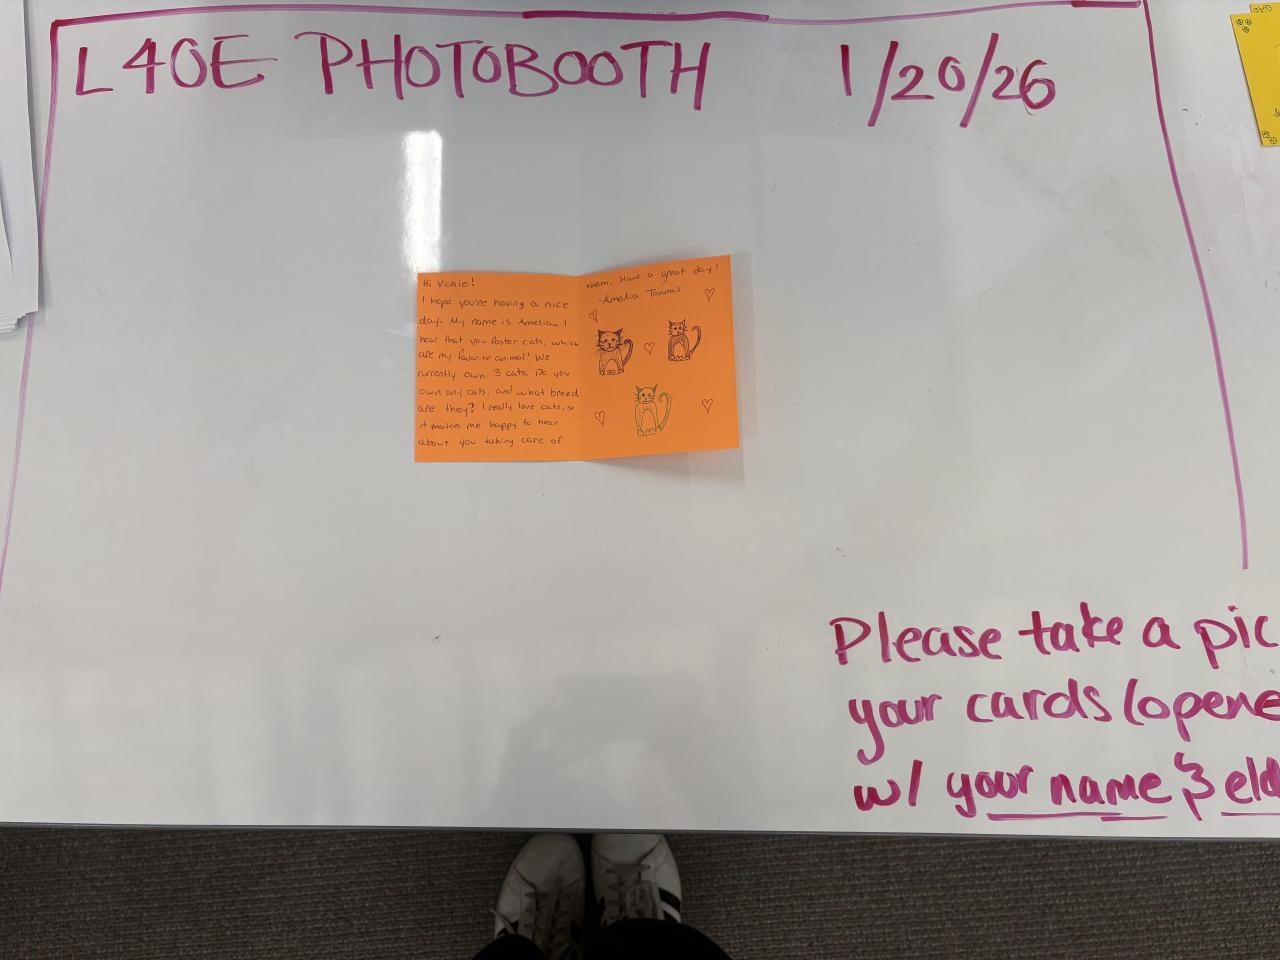 L4OE PHOTOBOOTH 1/20/26
Hi Vickie!
I hope you're having a nice
day. My name is Amelia. I
hear that you foster cats, which
are my favorite animal! We
currently own 3 cats. Do you
own any cats, and what breed
are they? I really love cats, so
it makes me happy to hear
about you taking care of
them. Have a great day!
-Amelia Tannos
Please take a pic
your cards (opene
w/ your name & eld